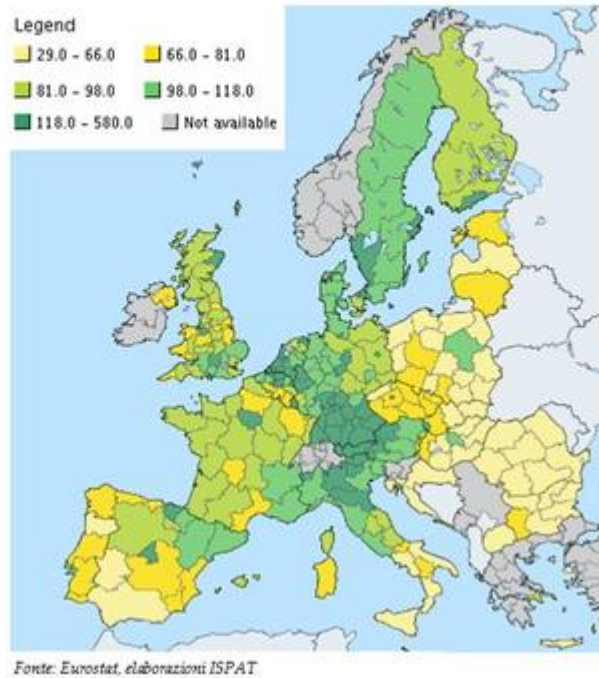 Legend
29.0 - 66.0 66.0 - 81.0
81.0 - 98.0 98.0 - 118.0
118.0 - 580.0 Not available
Fonte: Eurostat, elaborazioni ISPAT